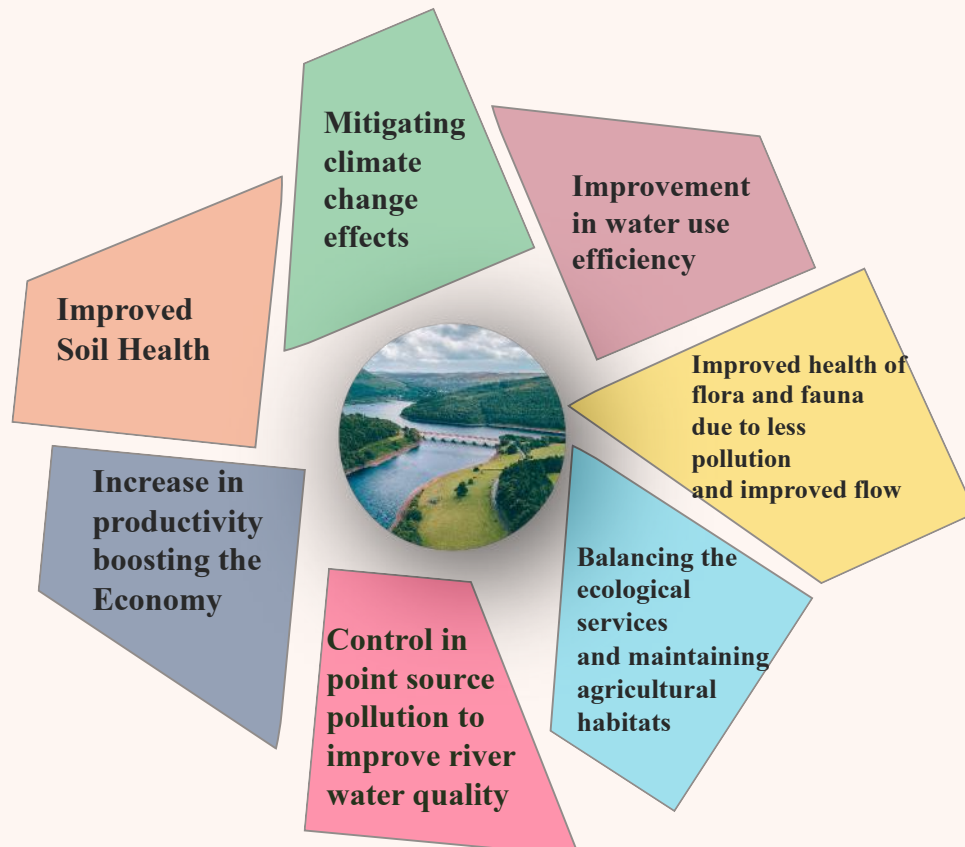 Mitigating
climate
change
effects
Improvement
in water use
efficiency
Improved health of
flora and fauna
due to less
pollution
and improved flow
Balancing the
ecological
services
and maintaining
agricultural
habitats
Control in
point source
pollution to
improve river
water quality
Increase in
productivity
boosting the
Economy
Improved
Soil Health